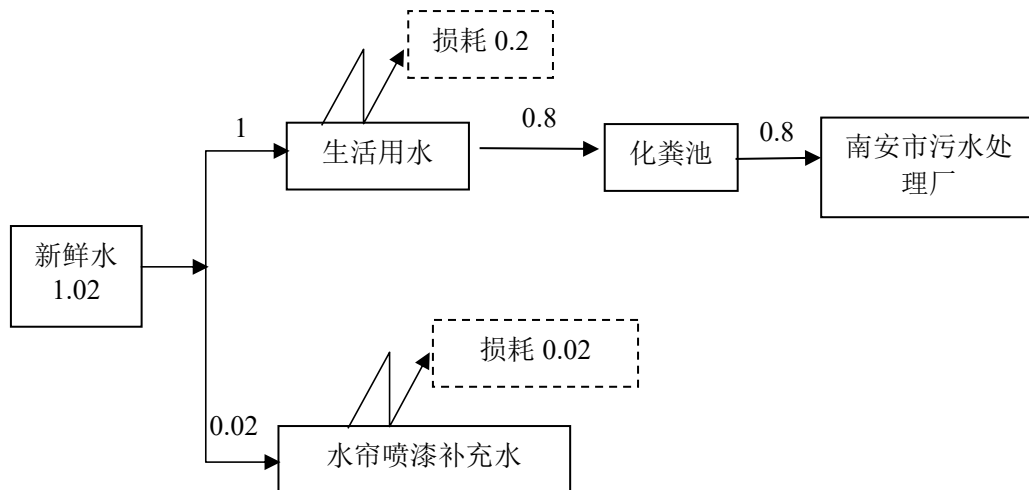 损耗 0.2
1
生活用水
0.8
化粪池
0.8
南安市污水处
理厂
新鲜水
1.02
损耗 0.02
0.02
水帘喷漆补充水